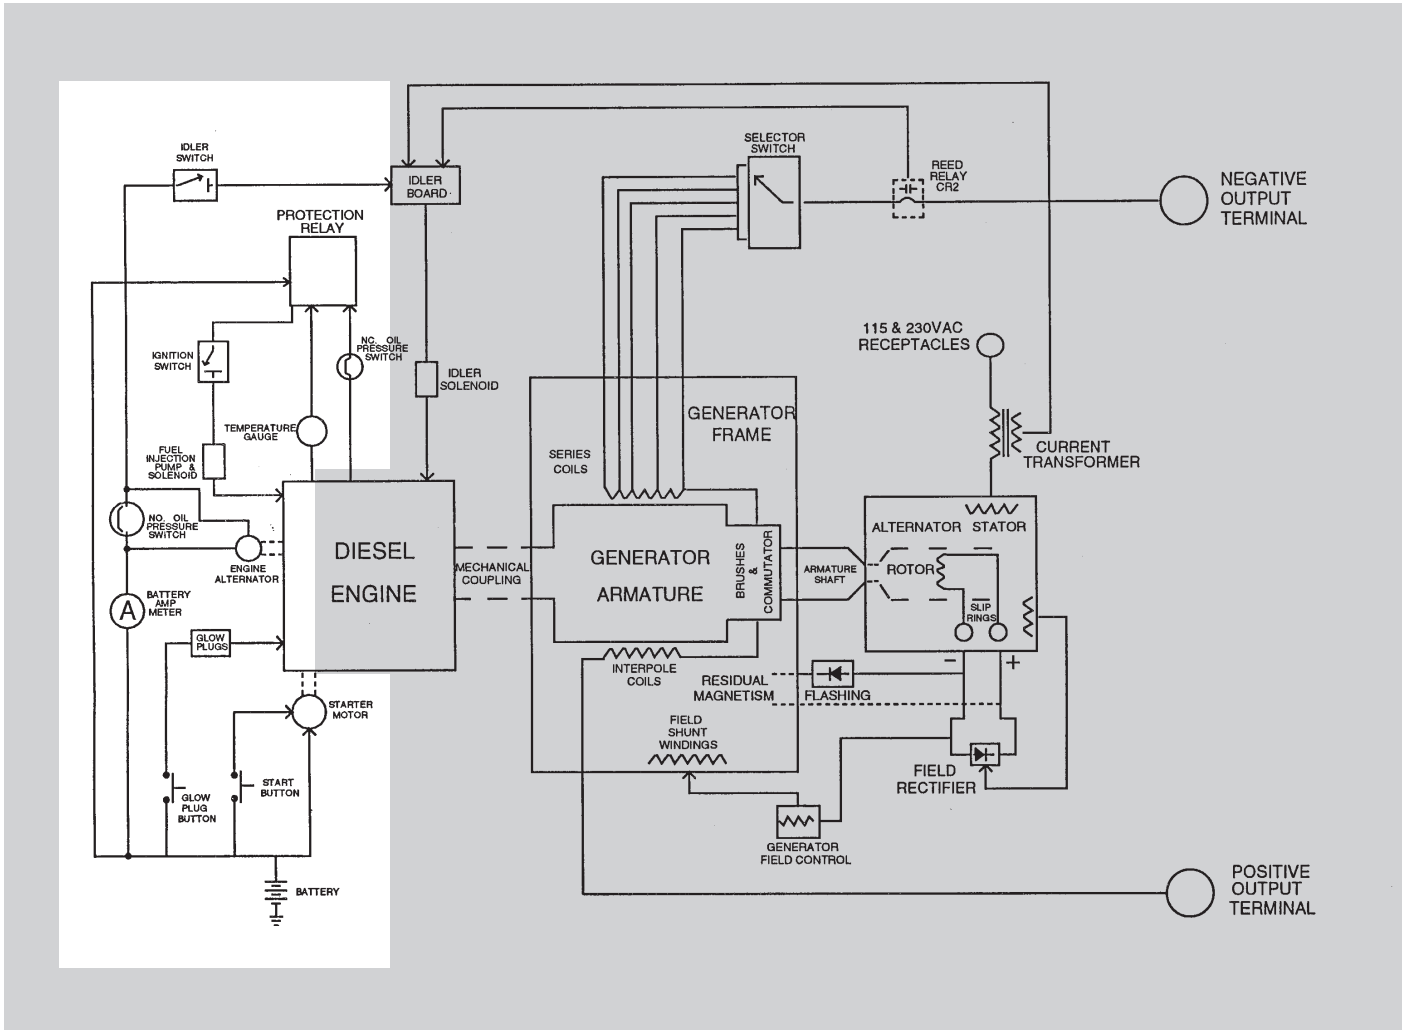 IDLER
SWITCH
IDLER
BOARD
PROTECTION
RELAY
SELECTOR
SWITCH
REED
RELAY
CR2
NEGATIVE
OUTPUT
TERMINAL
IGNITION
SWITCH
NC. OIL
PRESSURE
SWITCH
IDLER
SOLENOID
115 & 230VAC
RECEPTACLES
TEMPERATURE
GAUGE
FUEL
INJECTION
PUMP &
SOLENOID
GENERATOR
FRAME
SERIES
COILS
CURRENT
TRANSFORMER
NO. OIL
PRESSURE
SWITCH
ENGINE
ALTERNATOR
DIESEL
ENGINE
MECHANICAL
COUPLING
GENERATOR
ARMATURE
BRUSHES
&
COMMUTATOR
ARMATURE
SHAFT
ALTERNATOR STATOR
ROTOR
SLIP
RINGS
BATTERY
AMP
METER
A
GLOW
PLUGS
STARTER
MOTOR
INTERPOLE
COILS
RESIDUAL
MAGNETISM
FLASHING
− +
FIELD
SHUNT
WINDINGS
FIELD
RECTIFIER
GLOW
PLUG
BUTTON
START
BUTTON
GENERATOR
FIELD CONTROL
BATTERY
POSITIVE
OUTPUT
TERMINAL